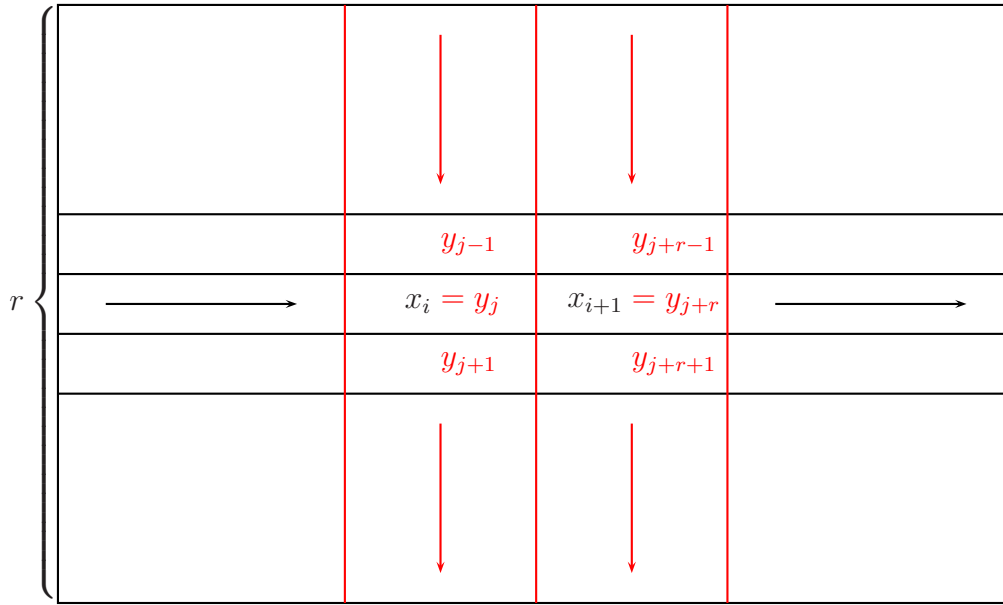 y_{j-1} y_{j+r-1}
r x_i = y_j x_{i+1} = y_{j+r}
y_{j+1} y_{j+r+1}